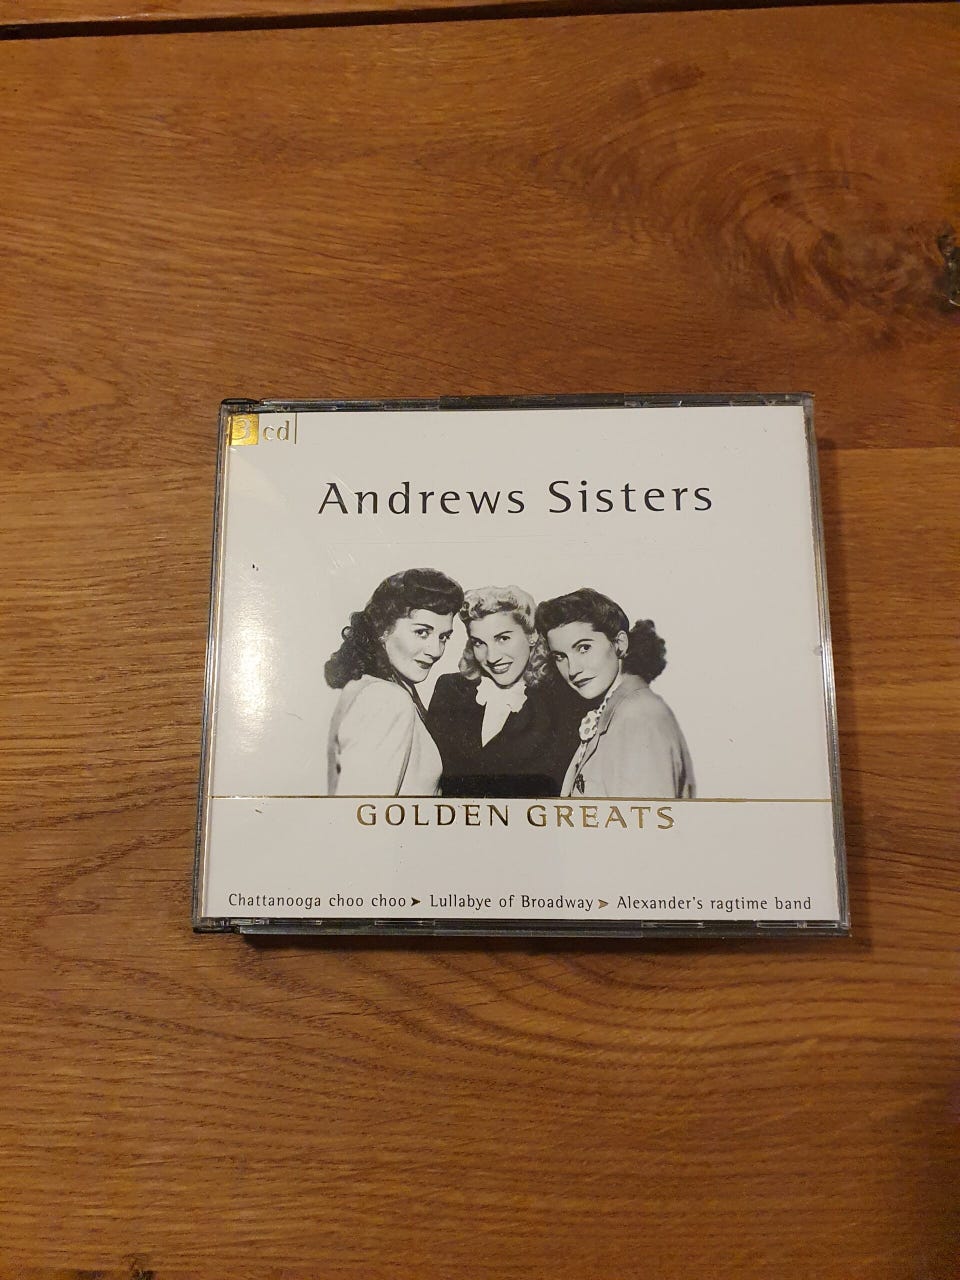 3 cd
Andrews Sisters
GOLDEN GREATS
Chattanooga choo choo➤ Lullabye of Broadway➤ Alexander's ragtime band